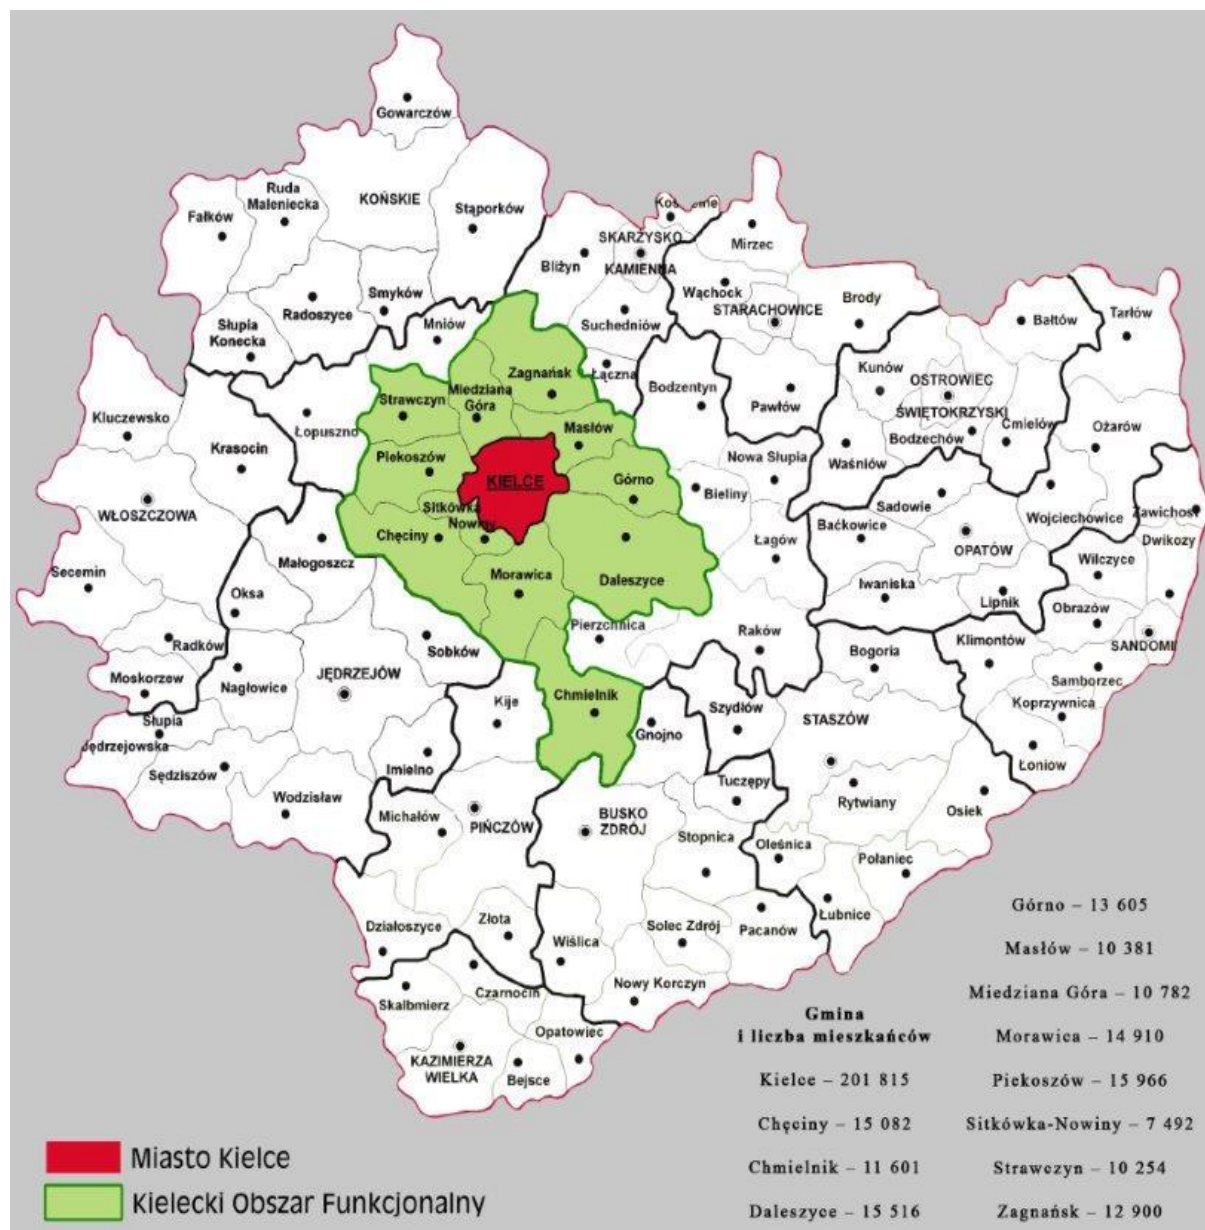 Gowarczów
Ruda
Maleniecka
KOŃSKIE
Fałków
Stąporków
SKARZYSKO
KAMIENNA
Mirzec
Bliżyn
Wąchock
STARACHOWICE
Brody
Smyków
Radoszyce
Mniów
Suchedniów
Słupia
Konecka
Bałtów
Tarłów
Łączna
Zagnańsk
Bodzentyn
Kunów
OSTROWIEC
ŚWIĘTOKRZYSKI
Miedziana
Góra
Strawczyn
Pawłów
Kluczewsko
Łopuszno
Masłów
Bodzechów
Ćmielów
Ożarów
Krasocin
Piekoszów
Nowa Słupia
Waśniów
KIELCE
Górno
Bieliny
Sadowie
WŁOSZCZOWA
Sitkówka
Nowiny
Wojciechowice
Zawichost
Chęciny
Baćkowice
OPATÓW
Dwikozy
Łagów
Małogoszcz
Wilczyce
Secemin
Morawica
Daleszyce
Iwaniska
Oksa
Lipnik
Obrazów
Pierzchnica
Raków
Klimontów
Radków
Sobków
Bogoria
SANDOMI
Moskorzew
Nagłowice
JĘDRZEJÓW
Samborzec
Kije
Chmielnik
Szydłów
STASZÓW
Koprzywnica
Słupia
Jędrzejowska
Gnojno
Łoniow
Sędziszów
Imielno
Tuczępy
Wodzisław
Rytwiany
Osiek
Michałów
PIŃCZÓW
BUSKO
ZDRÓJ
Stopnica
Oleśnica
Połaniec
Działoszyce
Złota
Solec Zdrój
Pacanów
Łubnice
Wiślica
Nowy Korczyn
Skalbmierz
Czarnocin
Opatowiec
KAZIMIERZA
WIELKA
Bejsce
Gmina
i liczba mieszkańców
Kielce – 201 815
Chęciny – 15 082
Chmielnik – 11 601
Daleszyce – 15 516
Górno – 13 605
Masłów – 10 381
Miedziana Góra – 10 782
Morawica – 14 910
Piekoszów – 15 966
Sitkówka-Nowiny – 7 492
Strawczyn – 10 254
Zagnańsk – 12 900
Miasto Kielce
Kielecki Obszar Funkcjonalny